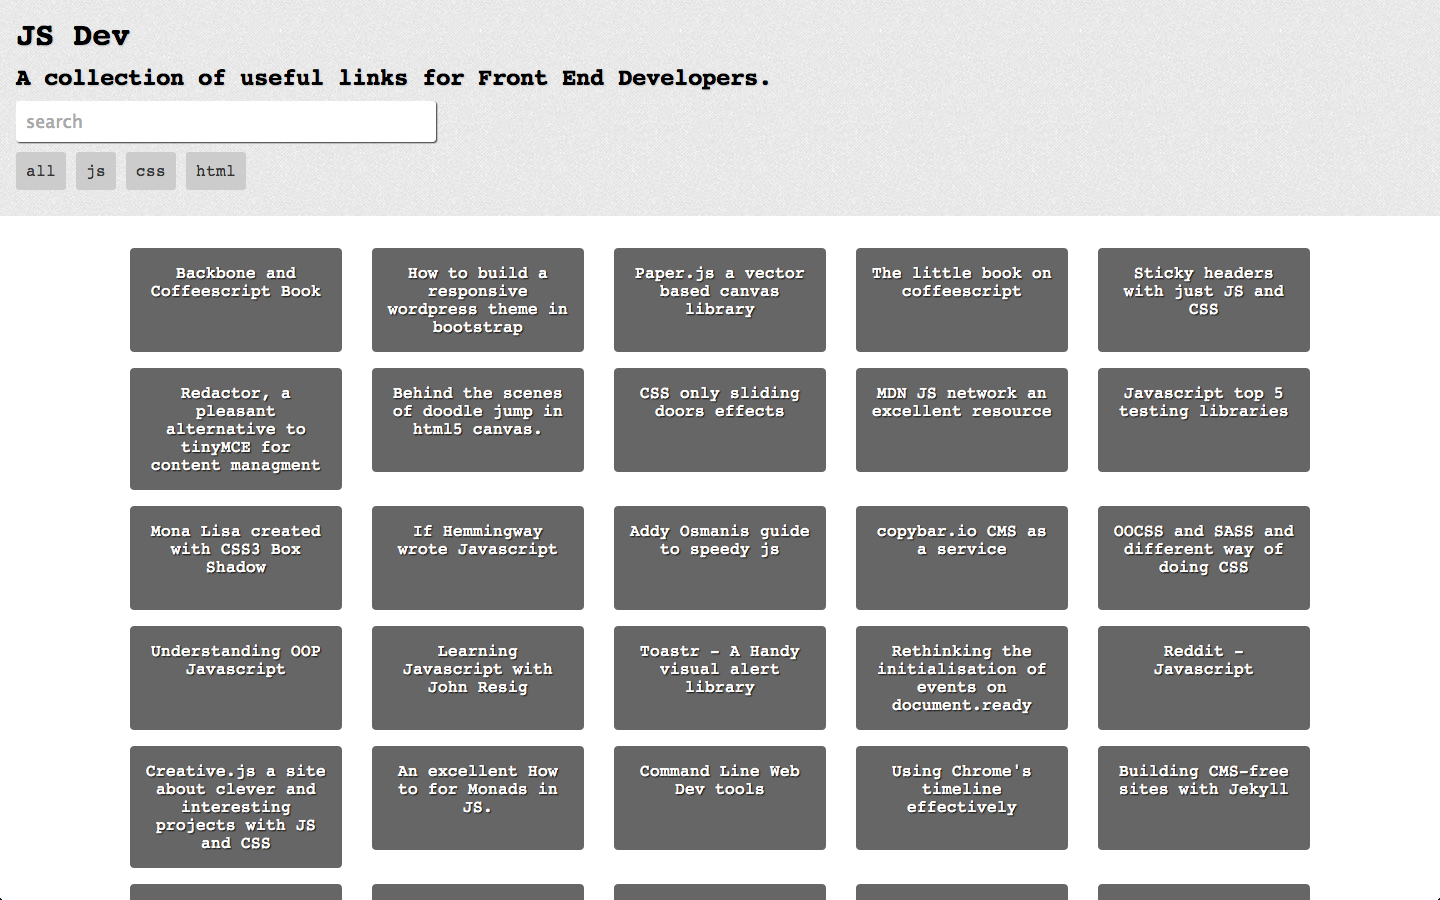 JS Dev
A collection of useful links for Front End Developers.
search
all js css html
Backbone and
Coffeescript Book
How to build a
responsive
wordpress theme in
bootstrap
Paper.js a vector
based canvas
library
The little book on
coffeescript
Sticky headers
with just JS and
CSS
Redactor, a
pleasant
alternative to
tinyMCE for
content managment
Behind the scenes
of doodle jump in
html5 canvas.
CSS only sliding
doors effects
MDN JS network an
excellent resource
Javascript top 5
testing libraries
Mona Lisa created
with CSS3 Box
Shadow
If Hemmingway
wrote Javascript
Addy Osmanis guide
to speedy js
copybar.io CMS as
a service
OOCSS and SASS and
different way of
doing CSS
Understanding OOP
Javascript
Learning
Javascript with
John Resig
Toastr - A Handy
visual alert
library
Rethinking the
initialisation of
events on
document.ready
Reddit -
Javascript
Creative.js a site
about clever and
interesting
projects with JS
and CSS
An excellent How
to for Monads in
JS.
Command Line Web
Dev tools
Using Chrome's
timeline
effectively
Building CMS-free
sites with Jekyll